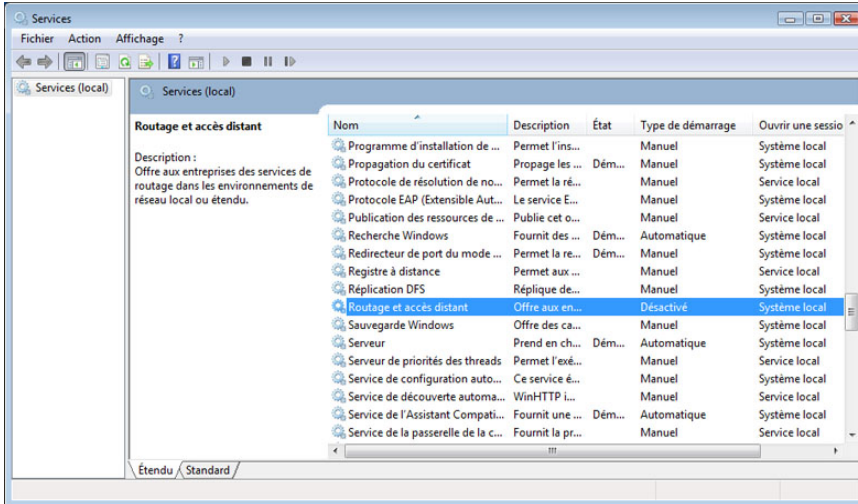 Services
Fichier Action Affichage ?
Services (local)
Services (local)
Routage et accès distant
Description :
Offre aux entreprises des services de
routage dans les environnements de
réseau local ou étendu.
Nom Description État Type de démarrage Ouvrir une sessio
Programme d'installation de ... Permet l'ins... Manuel Système local
Propagation du certificat Propage les ... Dém... Manuel Système local
Protocole de résolution de no... Permet la ré... Manuel Service local
Protocole EAP (Extensible Aut... Le service E... Manuel Système local
Publication des ressources de ... Publie cet o... Manuel Service local
Recherche Windows Fournit des ... Dém... Automatique Système local
Redirecteur de port du mode ... Permet la re... Dém... Manuel Système local
Registre à distance Permet aux ... Manuel Service local
Réplication DFS Réplique de... Manuel Système local
Routage et accès distant Offre aux en... Désactivé Système local
Sauvegarde Windows Offre des ca... Manuel Système local
Serveur Prend en ch... Dém... Automatique Système local
Serveur de priorités des threads Permet l'exé... Manuel Service local
Service de configuration auto... Ce service é... Manuel Système local
Service de découverte automa... WinHTTP i... Manuel Service local
Service de l'Assistant Compati... Fournit une ... Dém... Automatique Système local
Service de la passerelle de la c... Fournit la pr... Manuel Service local
Étendu Standard